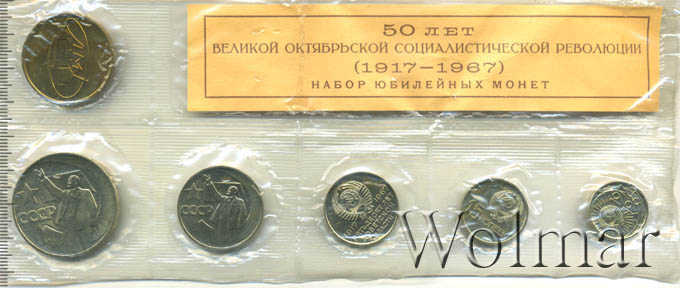 50 ЛЕТ
ВЕЛИКОЙ ОКТЯБРЬСКОЙ СОЦИАЛИСТИЧЕСКОЙ РЕВОЛЮЦИИ
(1917—1967)
НАБОР ЮБИЛЕЙНЫХ МОНЕТ
СССР
СССР
Wolmar